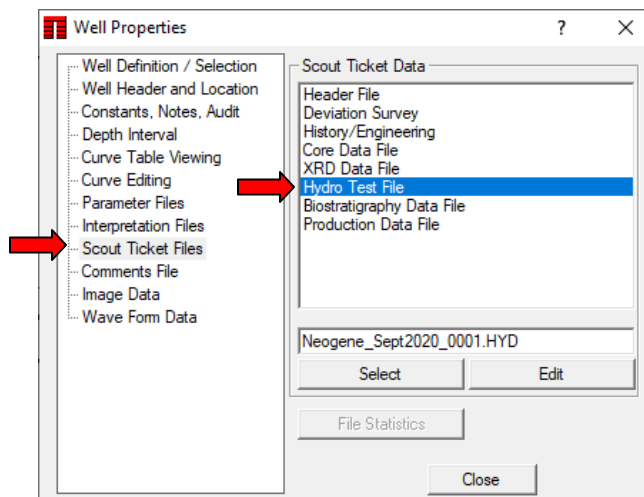 Well Properties
?
Well Definition / Selection
Well Header and Location
Constants, Notes, Audit
Depth Interval
Curve Table Viewing
Curve Editing
Parameter Files
Interpretation Files
Scout Ticket Files
Comments File
Image Data
Wave Form Data
Scout Ticket Data
Header File
Deviation Survey
History/Engineering
Core Data File
XRD Data File
Hydro Test File
Biostratigraphy Data File
Production Data File
Neogene_Sept2020_0001.HYD
Select Edit
File Statistics
Close